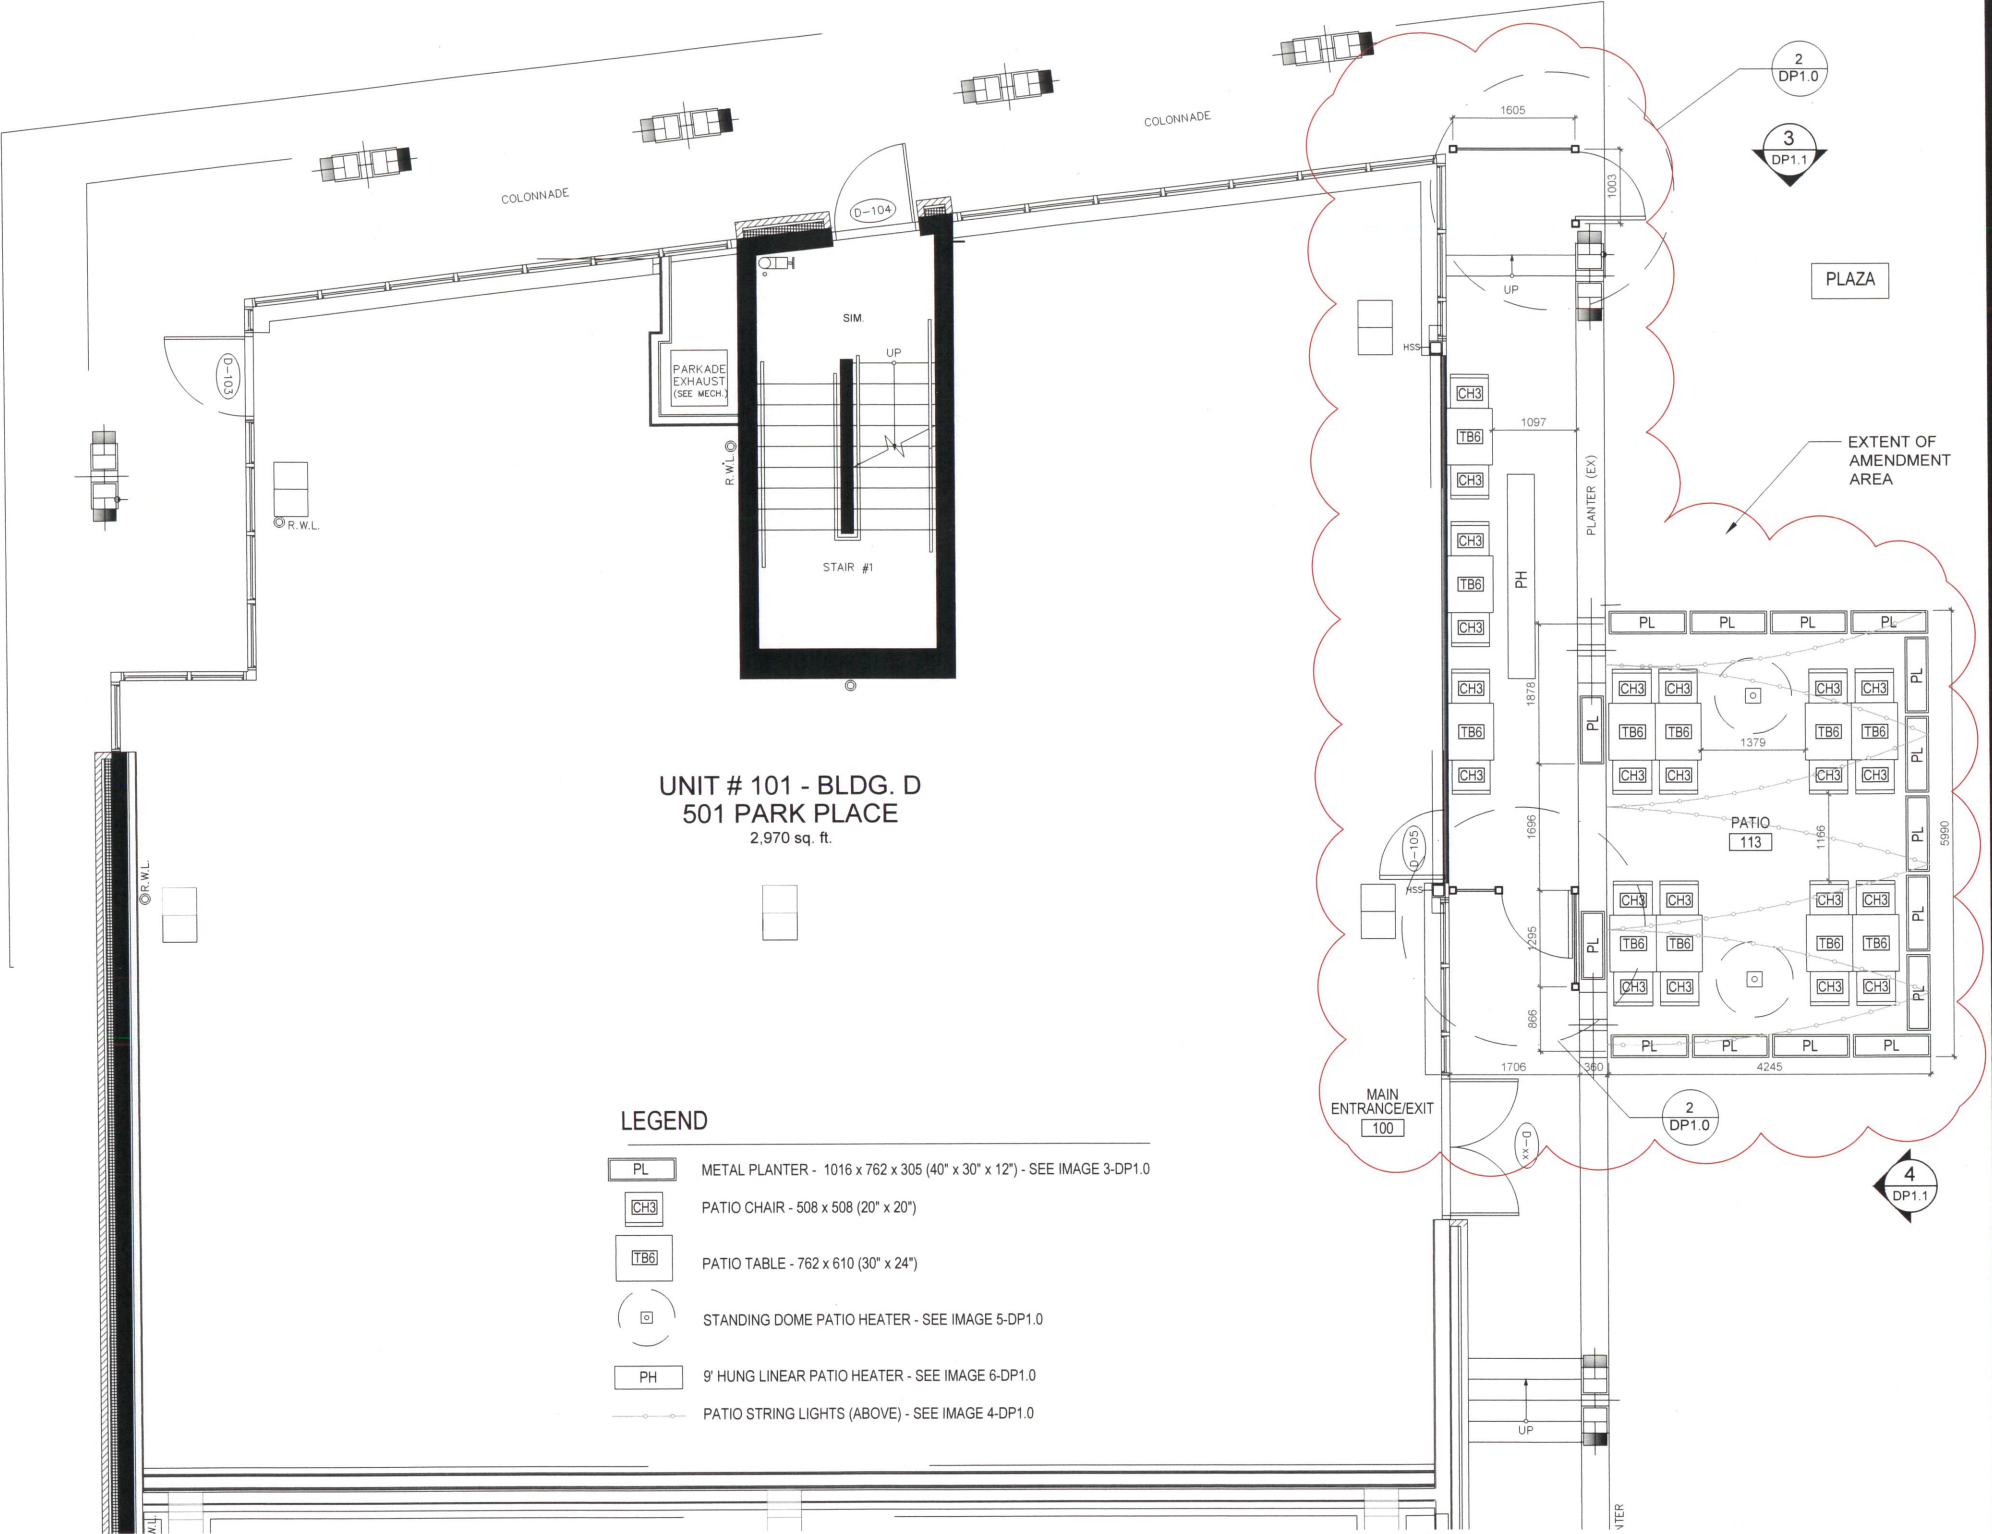 2
DP1.0
3
DP1.1
1605
1003
COLONNADE
COLONNADE
D-104
PLAZA
UP
SIM.
HSS
UP
D-103
PARKADE
EXHAUST
(SEE MECH.)
CH3
TB6
CH3
1097
EXTENT OF
AMENDMENT
AREA
R.W.L.
PLANTER (EX)
R.W.L.
CH3
TB6
CH3
PH
STAIR #1
PL PL PL PL
PL
CH3
TB6
CH3
1878
PL
CH3 CH3 CH3 CH3
TB6 TB6 TB6 TB6
1379
CH3 CH3 CH3 CH3
PL
UNIT # 101 - BLDG. D
501 PARK PLACE
2,970 sq. ft.
D-105
1696
PATIO
113
1166
PL
5990
R.W.L.
HSS
CH3 CH3 CH3 CH3
TB6 TB6 TB6 TB6
CH3 CH3 CH3 CH3
PL
1295
PL
PL
866
PL PL PL PL
1706 360 4245
MAIN
ENTRANCE/EXIT
100
2
DP1.0
D-xx
4
DP1.1
LEGEND
PL METAL PLANTER - 1016 x 762 x 305 (40" x 30" x 12") - SEE IMAGE 3-DP1.0
CH3 PATIO CHAIR - 508 x 508 (20" x 20")
TB6 PATIO TABLE - 762 x 610 (30" x 24")
STANDING DOME PATIO HEATER - SEE IMAGE 5-DP1.0
PH 9' HUNG LINEAR PATIO HEATER - SEE IMAGE 6-DP1.0
PATIO STRING LIGHTS (ABOVE) - SEE IMAGE 4-DP1.0
UP